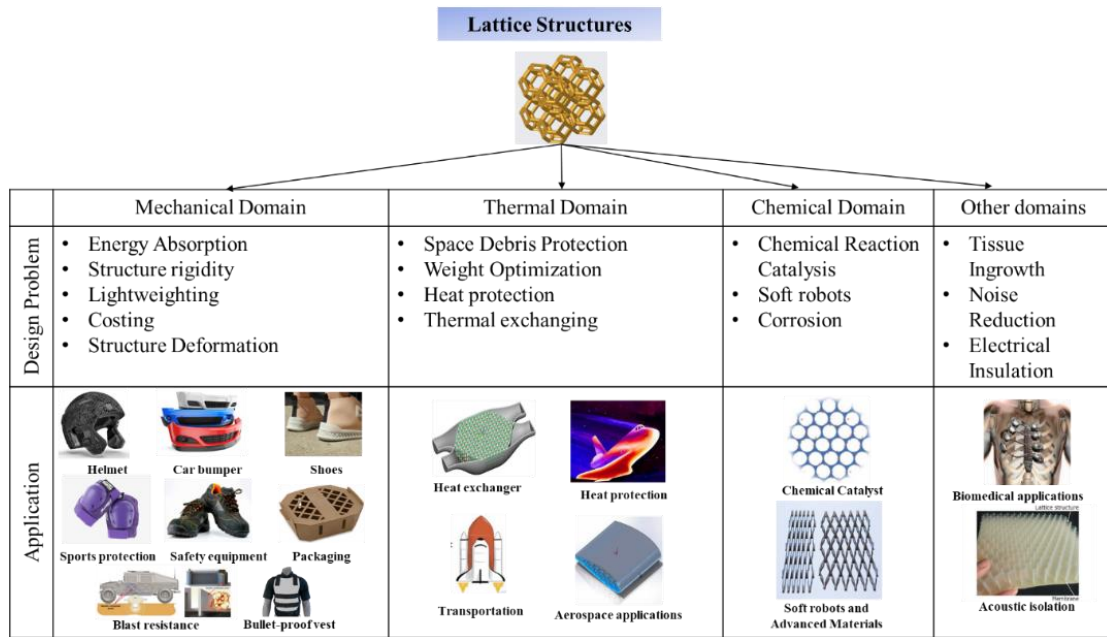 Lattice Structures
Mechanical Domain
Thermal Domain
Chemical Domain
Other domains
Design Problem
• Energy Absorption
• Structure rigidity
• Lightweighting
• Costing
• Structure Deformation
• Space Debris Protection
• Weight Optimization
• Heat protection
• Thermal exchanging
• Chemical Reaction
Catalysis
• Soft robots
• Corrosion
• Tissue
Ingrowth
• Noise
Reduction
• Electrical
Insulation
Application
Helmet
Car bumper
Shoes
Sports protection
Safety equipment
Packaging
Blast resistance
Bullet-proof vest
Heat exchanger
Heat protection
Transportation
Aerospace applications
Chemical Catalyst
Soft robots and
Advanced Materials
Biomedical applications
Lattice structure
Membrane
Acoustic isolation